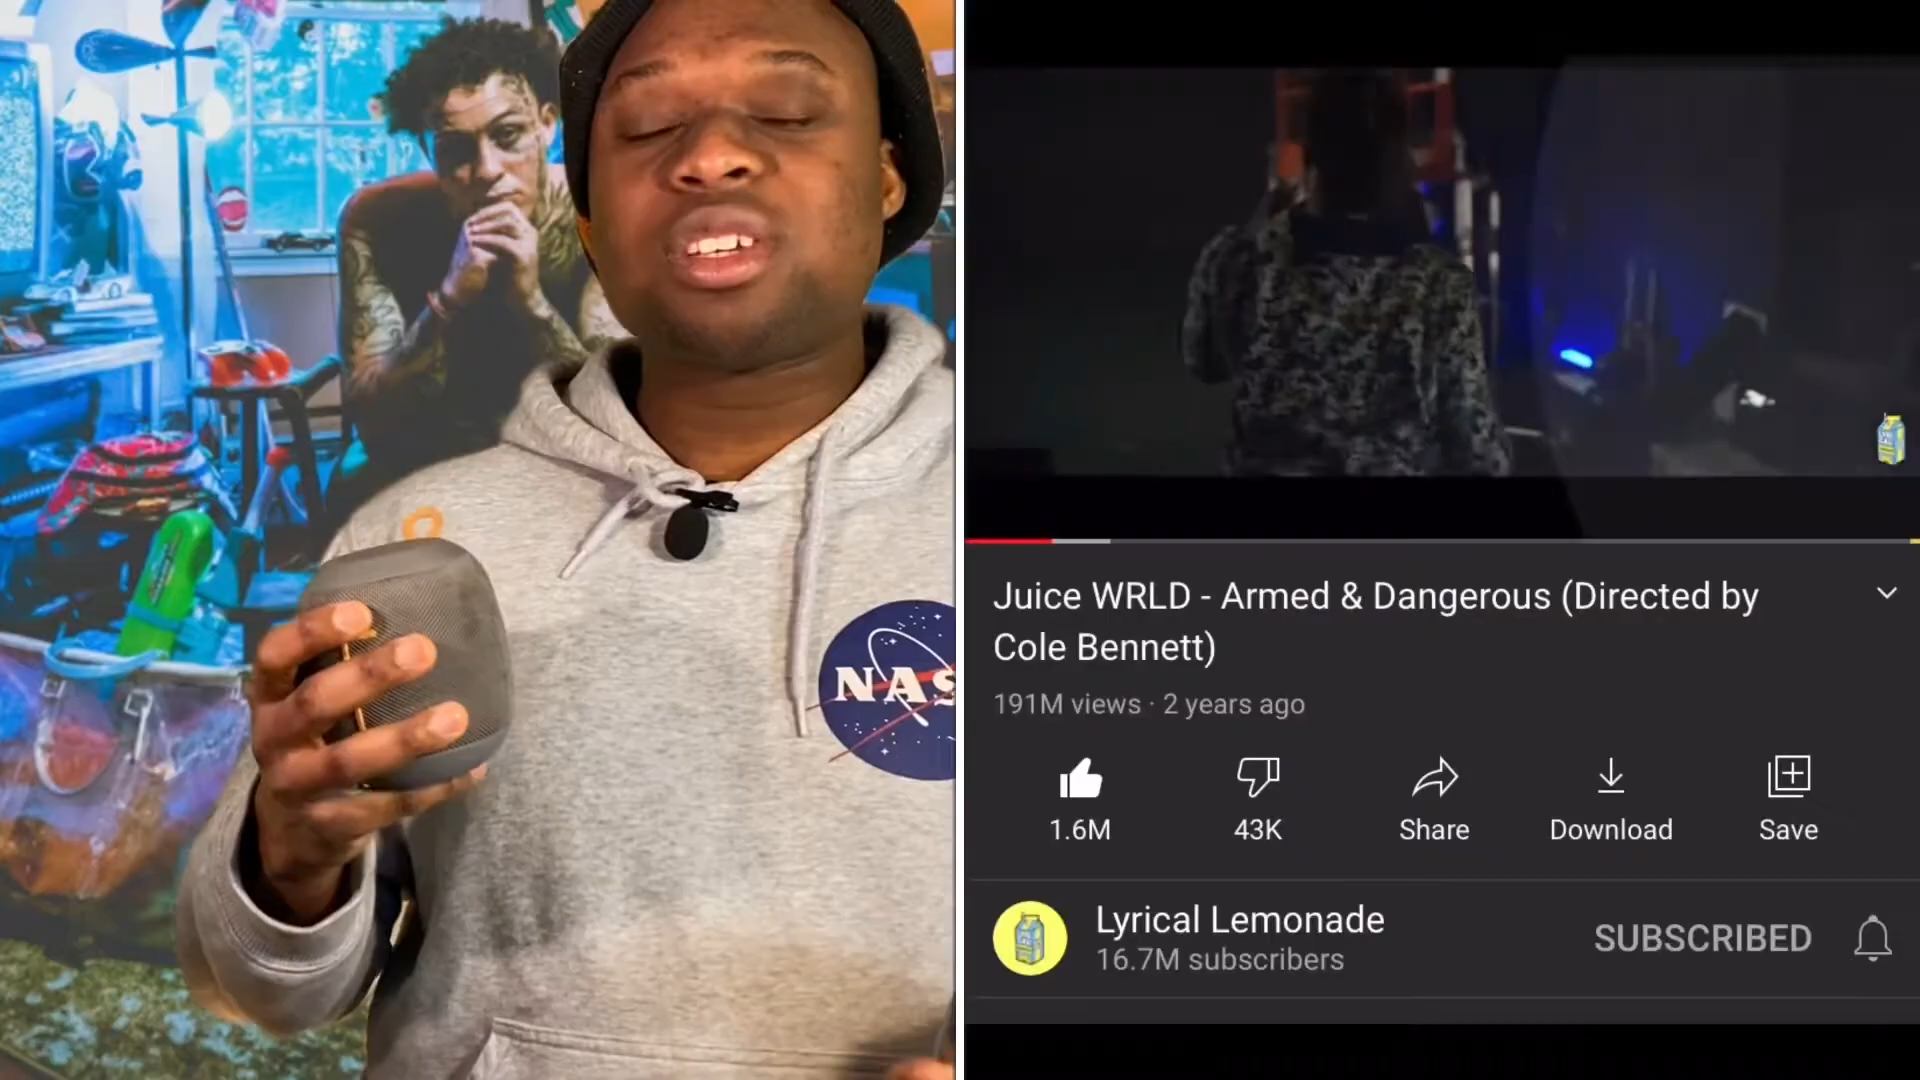 NAS
Juice WRLD - Armed & Dangerous (Directed by
Cole Bennett)
191M views · 2 years ago
1.6M
43K
Share
Download
Save
Lyrical Lemonade
16.7M subscribers
SUBSCRIBED